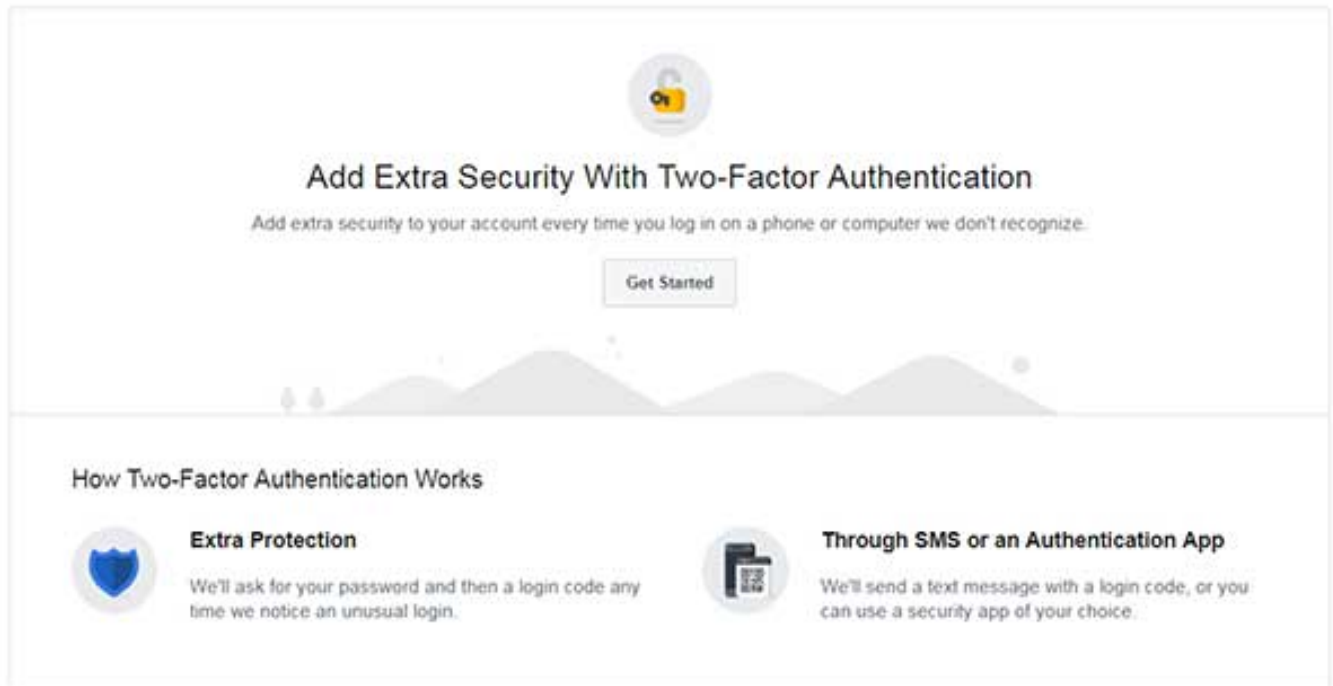 Add Extra Security With Two-Factor Authentication
Add extra security to your account every time you log in on a phone or computer we don't recognize.
Get Started
How Two-Factor Authentication Works
Extra Protection
We'll ask for your password and then a login code any
time we notice an unusual login.
Through SMS or an Authentication App
We'll send a text message with a login code, or you
can use a security app of your choice.